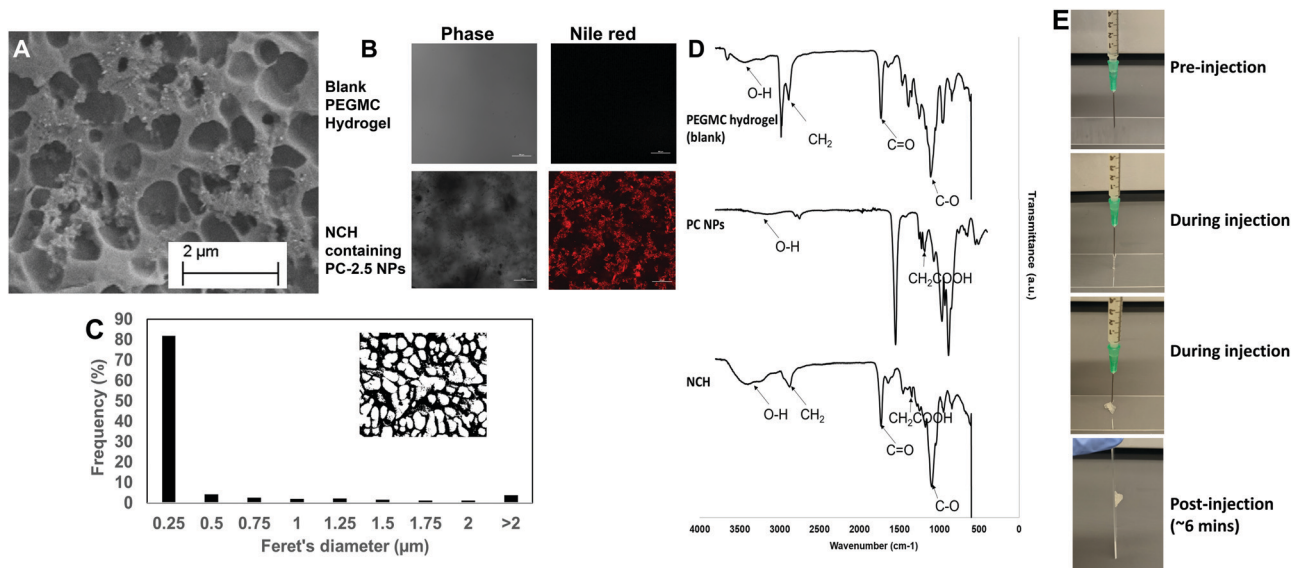 A
2 µm
B
Phase
Nile red
Blank
PEGMC
Hydrogel
NCH
containing
PC-2.5 NPs
C
Frequency (%)
90
80
70
60
50
40
30
20
10
0
0.25 0.5 0.75 1 1.25 1.5 1.75 2 >2
Feret's diameter (µm)
D
O-H
CH₂
PEGMC hydrogel
(blank)
C=O
C-O
PC NPs
O-H
CH₂COOH
NCH
O-H
CH₂
CH₂COOH
C=O
C-O
4000 3500 3000 2500 2000 1500 1000 500 0
Wavenumber (cm-1)
Transmittance (a.u.)
E
Pre-injection
During injection
During injection
Post-injection
(~6 mins)